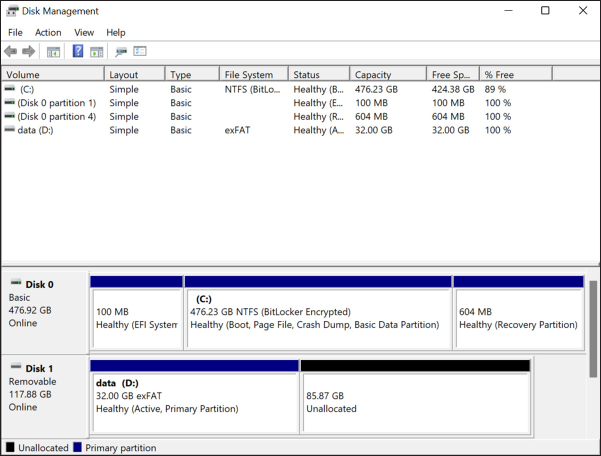 Disk Management
File Action View Help
Volume Layout Type File System Status Capacity Free Sp... % Free
(C:) Simple Basic NTFS (BitLo... Healthy (B... 476.23 GB 424.38 GB 89 %
(Disk 0 partition 1) Simple Basic Healthy (E... 100 MB 100 MB 100 %
(Disk 0 partition 4) Simple Basic Healthy (R... 604 MB 604 MB 100 %
data (D:) Simple Basic exFAT Healthy (A... 32.00 GB 32.00 GB 100 %
Disk 0
Basic
476.92 GB
Online
100 MB
Healthy (EFI System
(C:)
476.23 GB NTFS (BitLocker Encrypted)
Healthy (Boot, Page File, Crash Dump, Basic Data Partition)
604 MB
Healthy (Recovery Partition)
Disk 1
Removable
117.88 GB
Online
data (D:)
32.00 GB exFAT
Healthy (Active, Primary Partition)
85.87 GB
Unallocated
Unallocated Primary partition